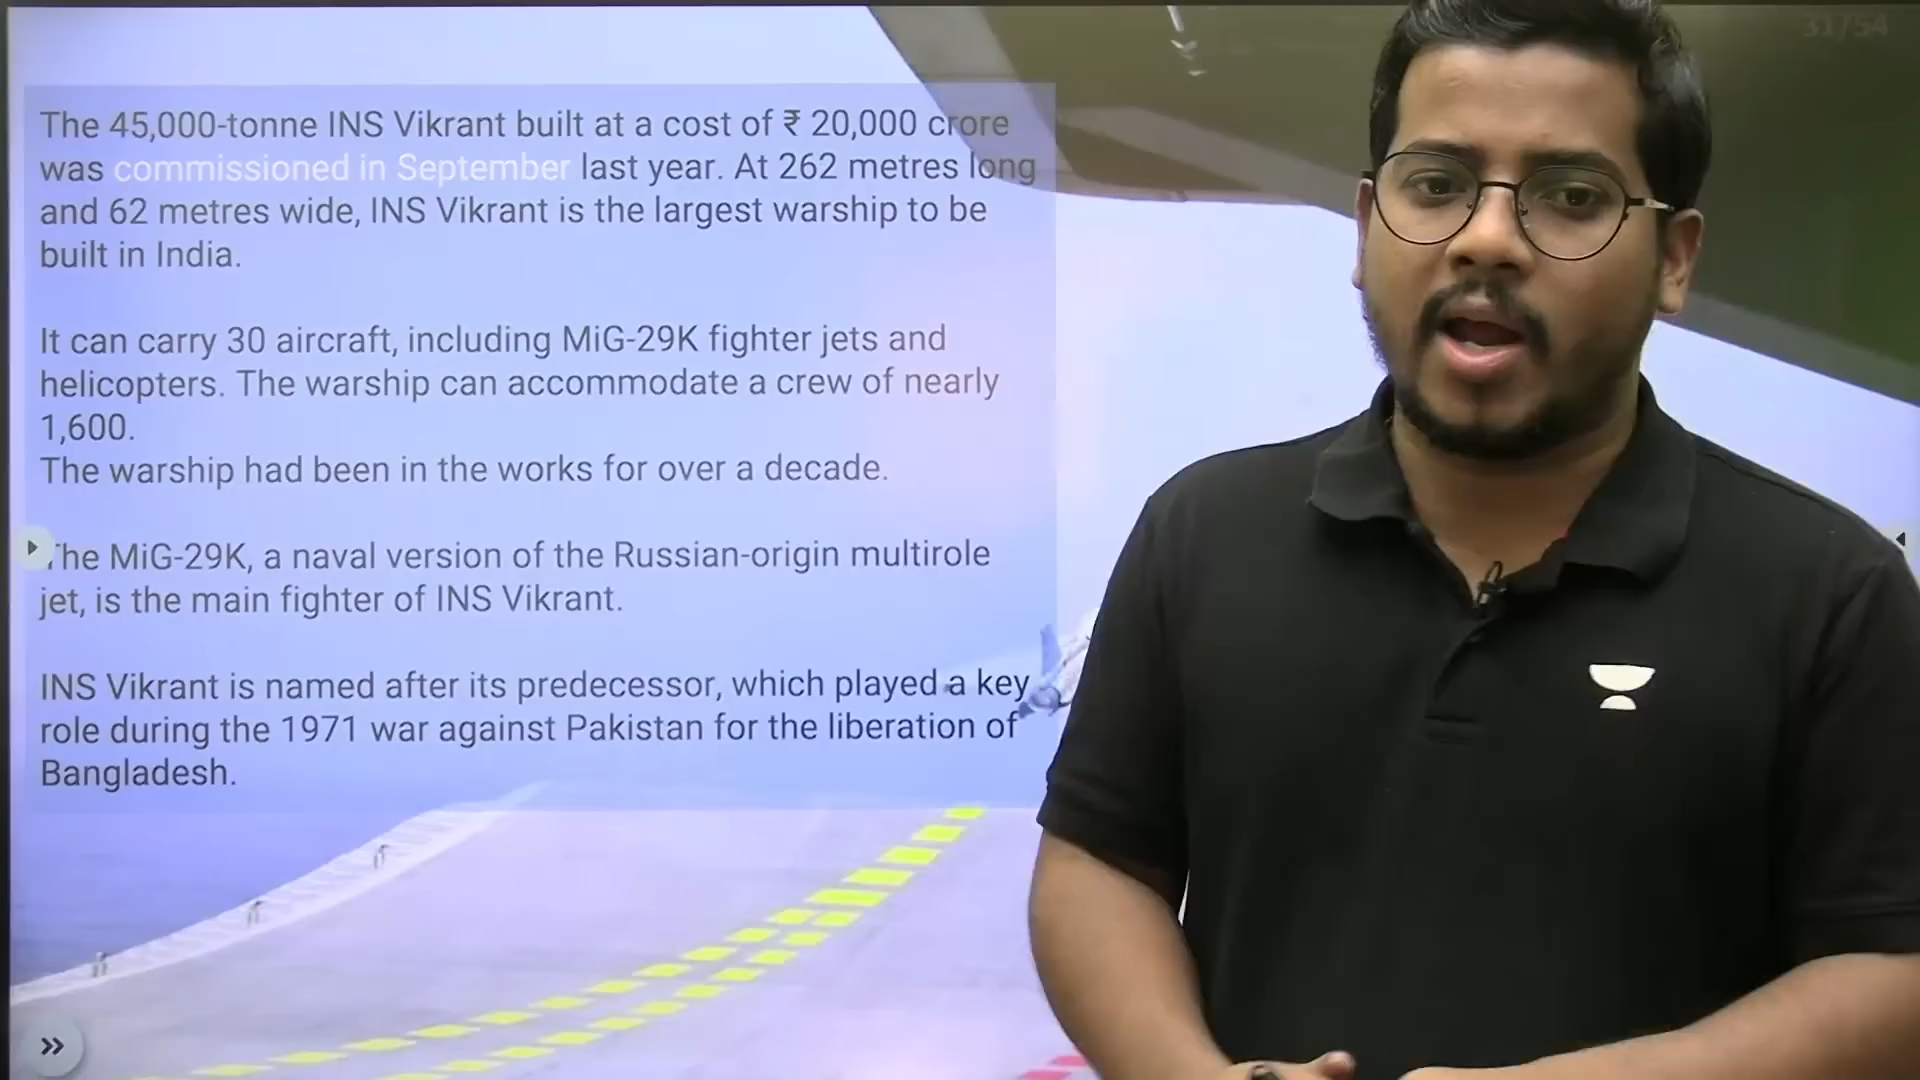 31/54
The 45,000-tonne INS Vikrant built at a cost of ₹ 20,000 crore
was commissioned in September last year. At 262 metres long
and 62 metres wide, INS Vikrant is the largest warship to be
built in India.
It can carry 30 aircraft, including MiG-29K fighter jets and
helicopters. The warship can accommodate a crew of nearly
1,600.
The warship had been in the works for over a decade.
The MiG-29K, a naval version of the Russian-origin multirole
jet, is the main fighter of INS Vikrant.
INS Vikrant is named after its predecessor, which played a key
role during the 1971 war against Pakistan for the liberation of
Bangladesh.